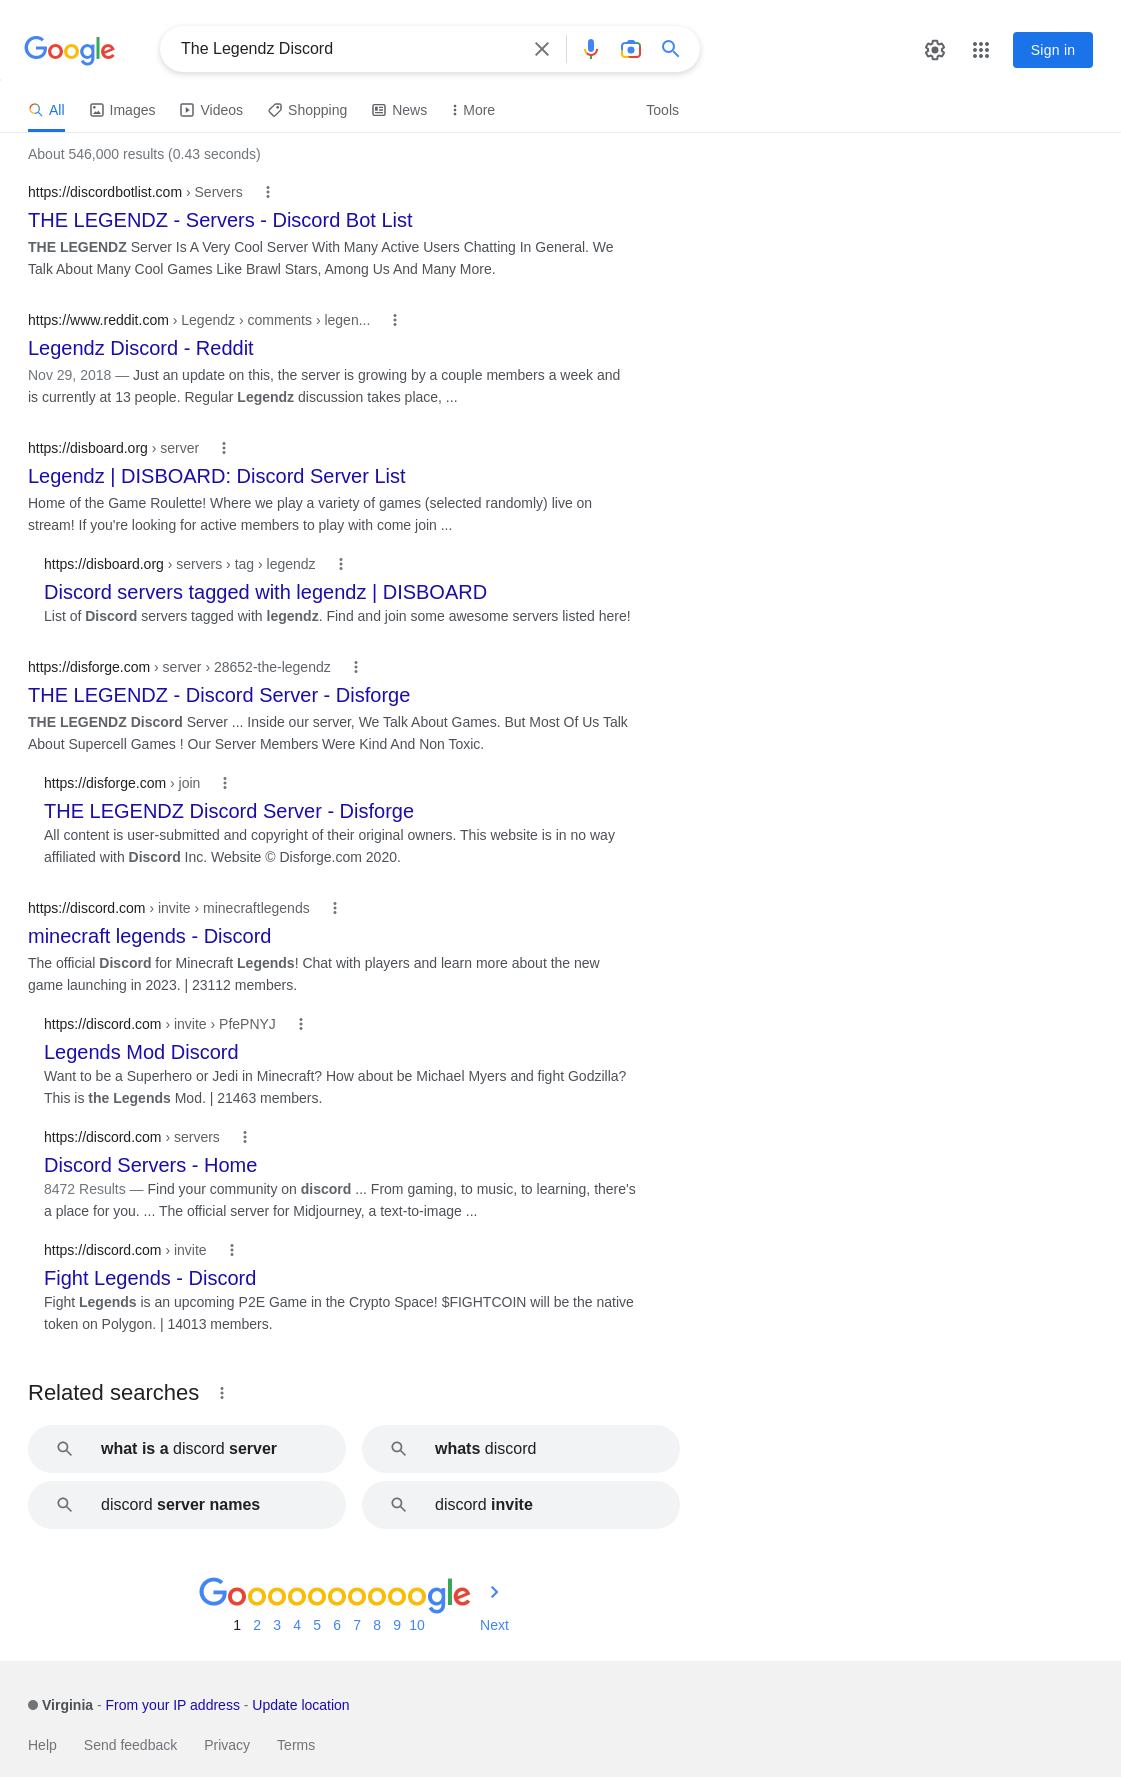 Google
The Legendz Discord
Sign in
All Images Videos Shopping News More Tools
About 546,000 results (0.43 seconds)
https://discordbotlist.com › Servers
THE LEGENDZ - Servers - Discord Bot List
THE LEGENDZ Server Is A Very Cool Server With Many Active Users Chatting In General. We
Talk About Many Cool Games Like Brawl Stars, Among Us And Many More.
https://www.reddit.com › Legendz › comments › legen...
Legendz Discord - Reddit
Nov 29, 2018 — Just an update on this, the server is growing by a couple members a week and
is currently at 13 people. Regular Legendz discussion takes place, ...
https://disboard.org › server
Legendz | DISBOARD: Discord Server List
Home of the Game Roulette! Where we play a variety of games (selected randomly) live on
stream! If you're looking for active members to play with come join ...
https://disboard.org › servers › tag › legendz
Discord servers tagged with legendz | DISBOARD
List of Discord servers tagged with legendz. Find and join some awesome servers listed here!
https://disforge.com › server › 28652-the-legendz
THE LEGENDZ - Discord Server - Disforge
THE LEGENDZ Discord Server ... Inside our server, We Talk About Games. But Most Of Us Talk
About Supercell Games ! Our Server Members Were Kind And Non Toxic.
https://disforge.com › join
THE LEGENDZ Discord Server - Disforge
All content is user-submitted and copyright of their original owners. This website is in no way
affiliated with Discord Inc. Website © Disforge.com 2020.
https://discord.com › invite › minecraftlegends
minecraft legends - Discord
The official Discord for Minecraft Legends! Chat with players and learn more about the new
game launching in 2023. | 23112 members.
https://discord.com › invite › PfePNYJ
Legends Mod Discord
Want to be a Superhero or Jedi in Minecraft? How about be Michael Myers and fight Godzilla?
This is the Legends Mod. | 21463 members.
https://discord.com › servers
Discord Servers - Home
8472 Results — Find your community on discord ... From gaming, to music, to learning, there's
a place for you. ... The official server for Midjourney, a text-to-image ...
https://discord.com › invite
Fight Legends - Discord
Fight Legends is an upcoming P2E Game in the Crypto Space! $FIGHTCOIN will be the native
token on Polygon. | 14013 members.
Related searches
what is a discord server
whats discord
discord server names
discord invite
Goooooooooogle
1 2 3 4 5 6 7 8 9 10 Next
Virginia - From your IP address - Update location
Help Send feedback Privacy Terms